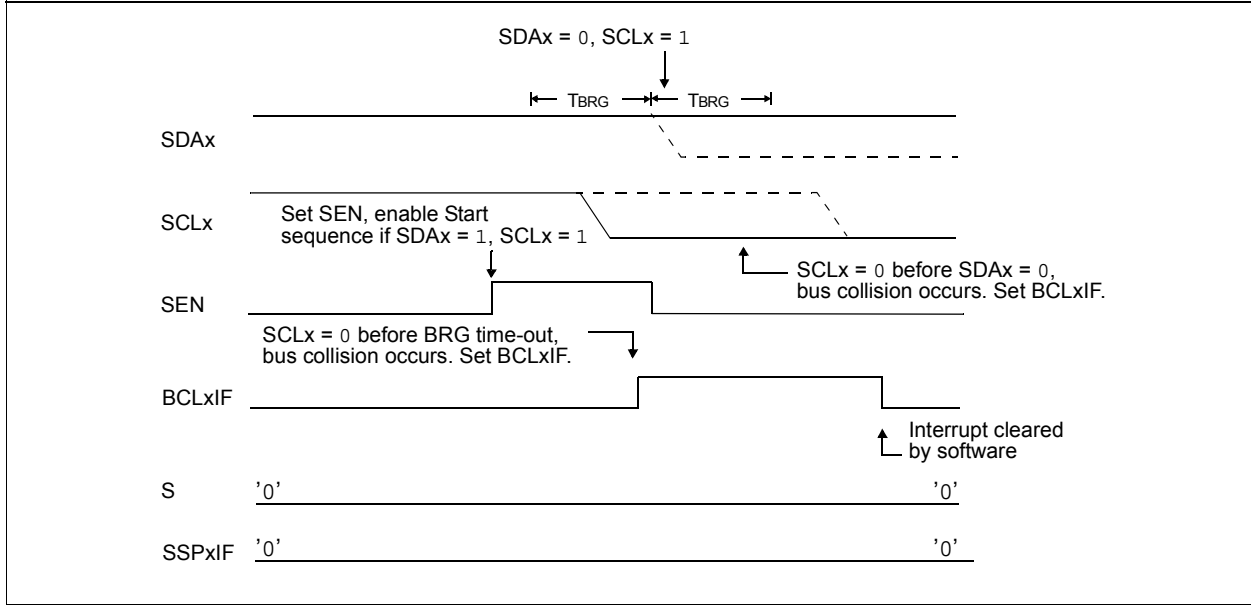 SDAx = 0, SCLx = 1
TBRG TBRG
SDAx
SCLx
Set SEN, enable Start
sequence if SDAx = 1, SCLx = 1
SCLx = 0 before SDAx = 0,
bus collision occurs. Set BCLxIF.
SEN
SCLx = 0 before BRG time-out,
bus collision occurs. Set BCLxIF.
BCLxIF
Interrupt cleared
by software
S '0' '0'
SSPxIF '0' '0'